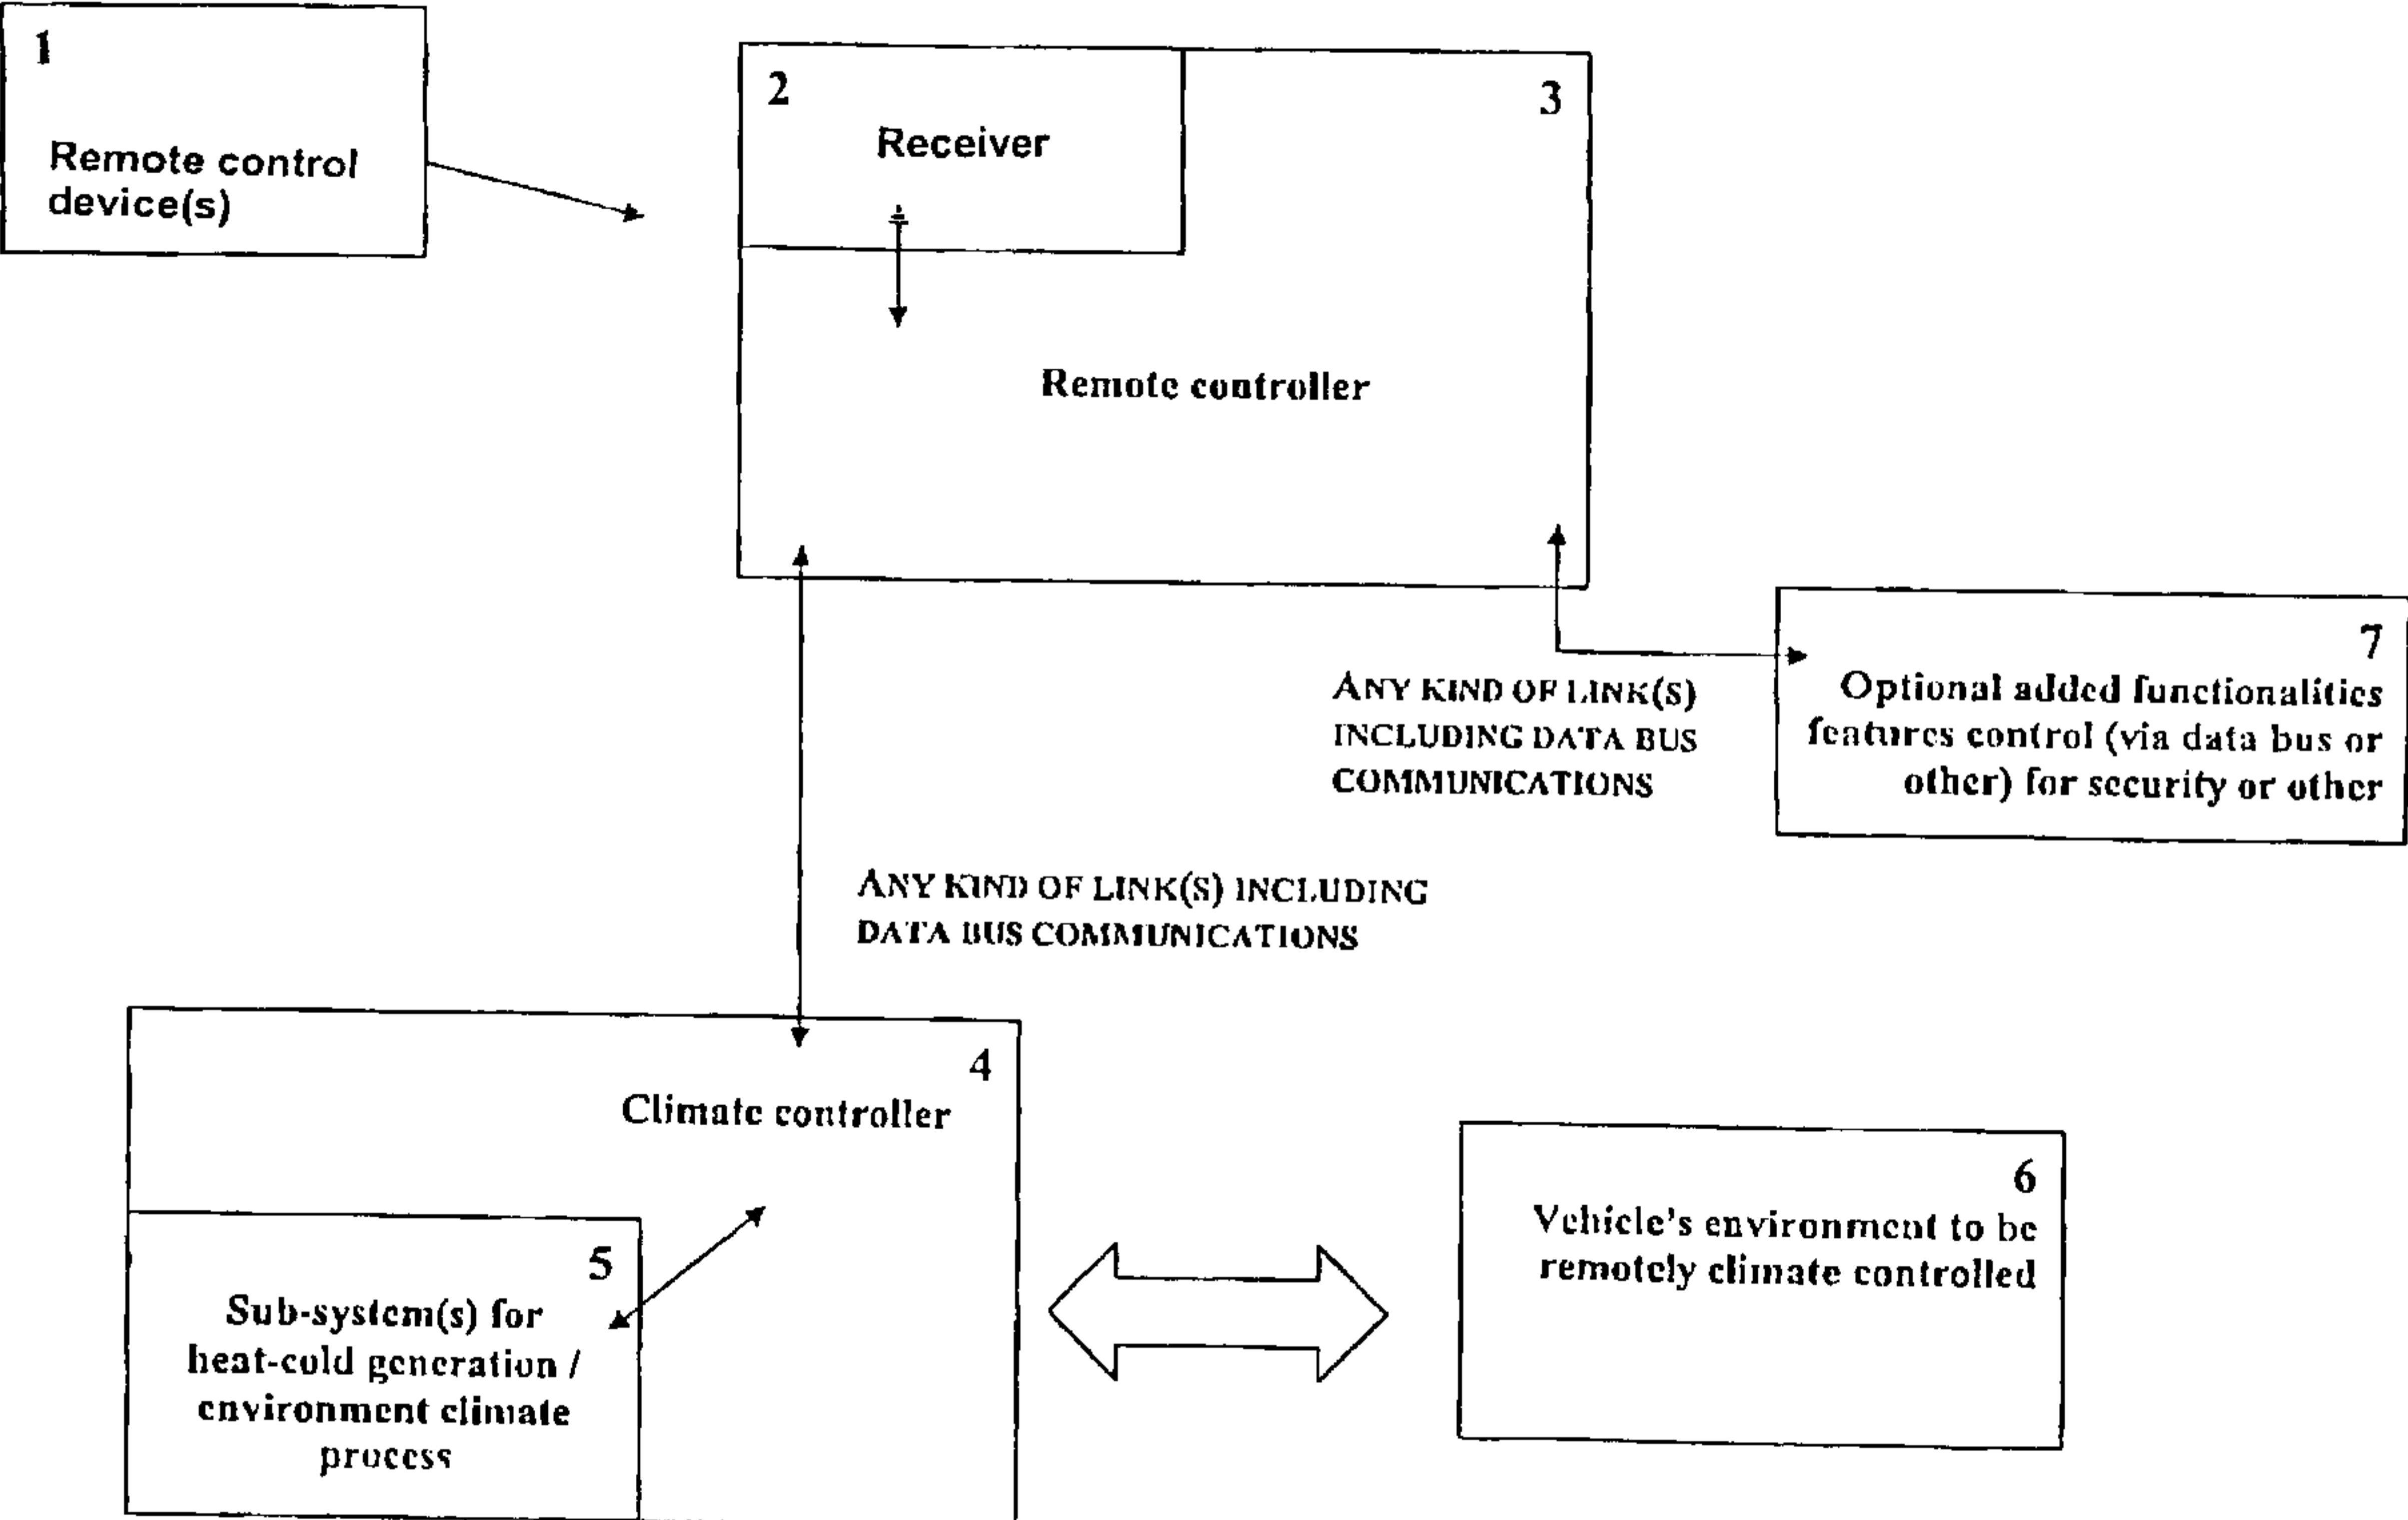 1
Remote control
device(s)
2
Receiver
3
Remote controller
ANY KIND OF LINK(S)
INCLUDING DATA BUS
COMMUNICATIONS
7
Optional added functionalities
features control (via data bus or
other) for security or other
ANY KIND OF LINK(S) INCLUDING
DATA BUS COMMUNICATIONS
4
Climate controller
5
Sub-system(s) for
heat-cold generation /
environment climate
process
6
Vehicle's environment to be
remotely climate controlled